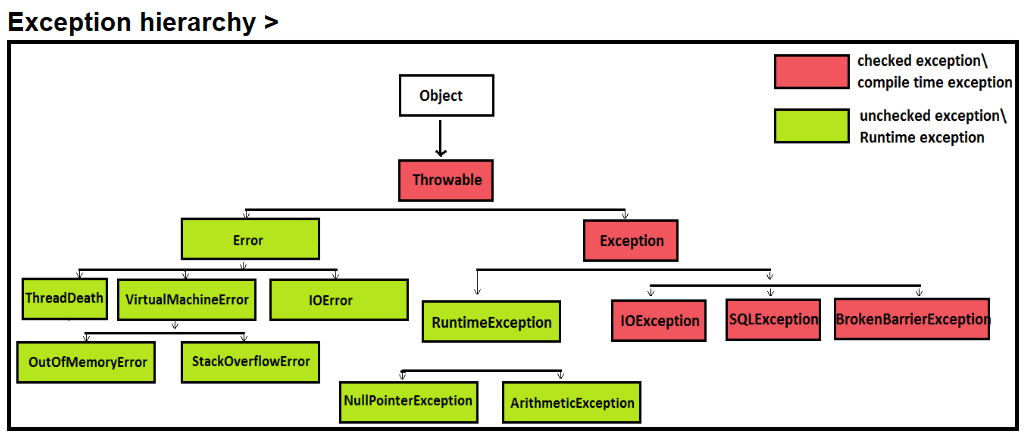 Exception hierarchy >
checked exception\
compile time exception
unchecked exception\
Runtime exception
Object
Throwable
Error
Exception
ThreadDeath
VirtualMachineError
IOError
RuntimeException
IOException
SQLException
BrokenBarrierException
OutOfMemoryError
StackOverflowError
NullPointerException
ArithmeticException